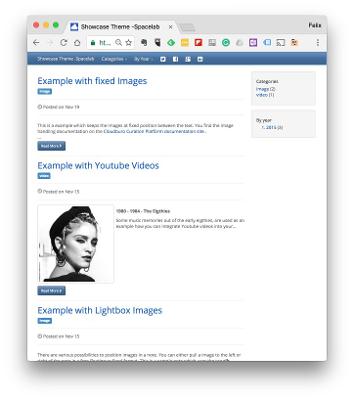 Showcase Theme -Spacelab
Felix
Showcase Theme -Spacelab Categories By Year
Example with fixed Images
image
Posted on Nov 19
This is a example which keeps the images at fixed position between the text. You find the image
handling documentation on the Cloudburo Curation Platform documentation site..
...
Read More
Example with Youtube Videos
video
Posted on Nov 15
1980 - 1984 - The Eigthies
Some music memories out of the early eigthies, are used as an
example how you can integrate Youtube videos into your...
Read More
Example with Lightbox Images
image
Posted on Nov 15
There are various possibilities to position images in a note. You can either pull a image to the left or
Categories
image (2)
video (1)
By year
1. 2015 (3)